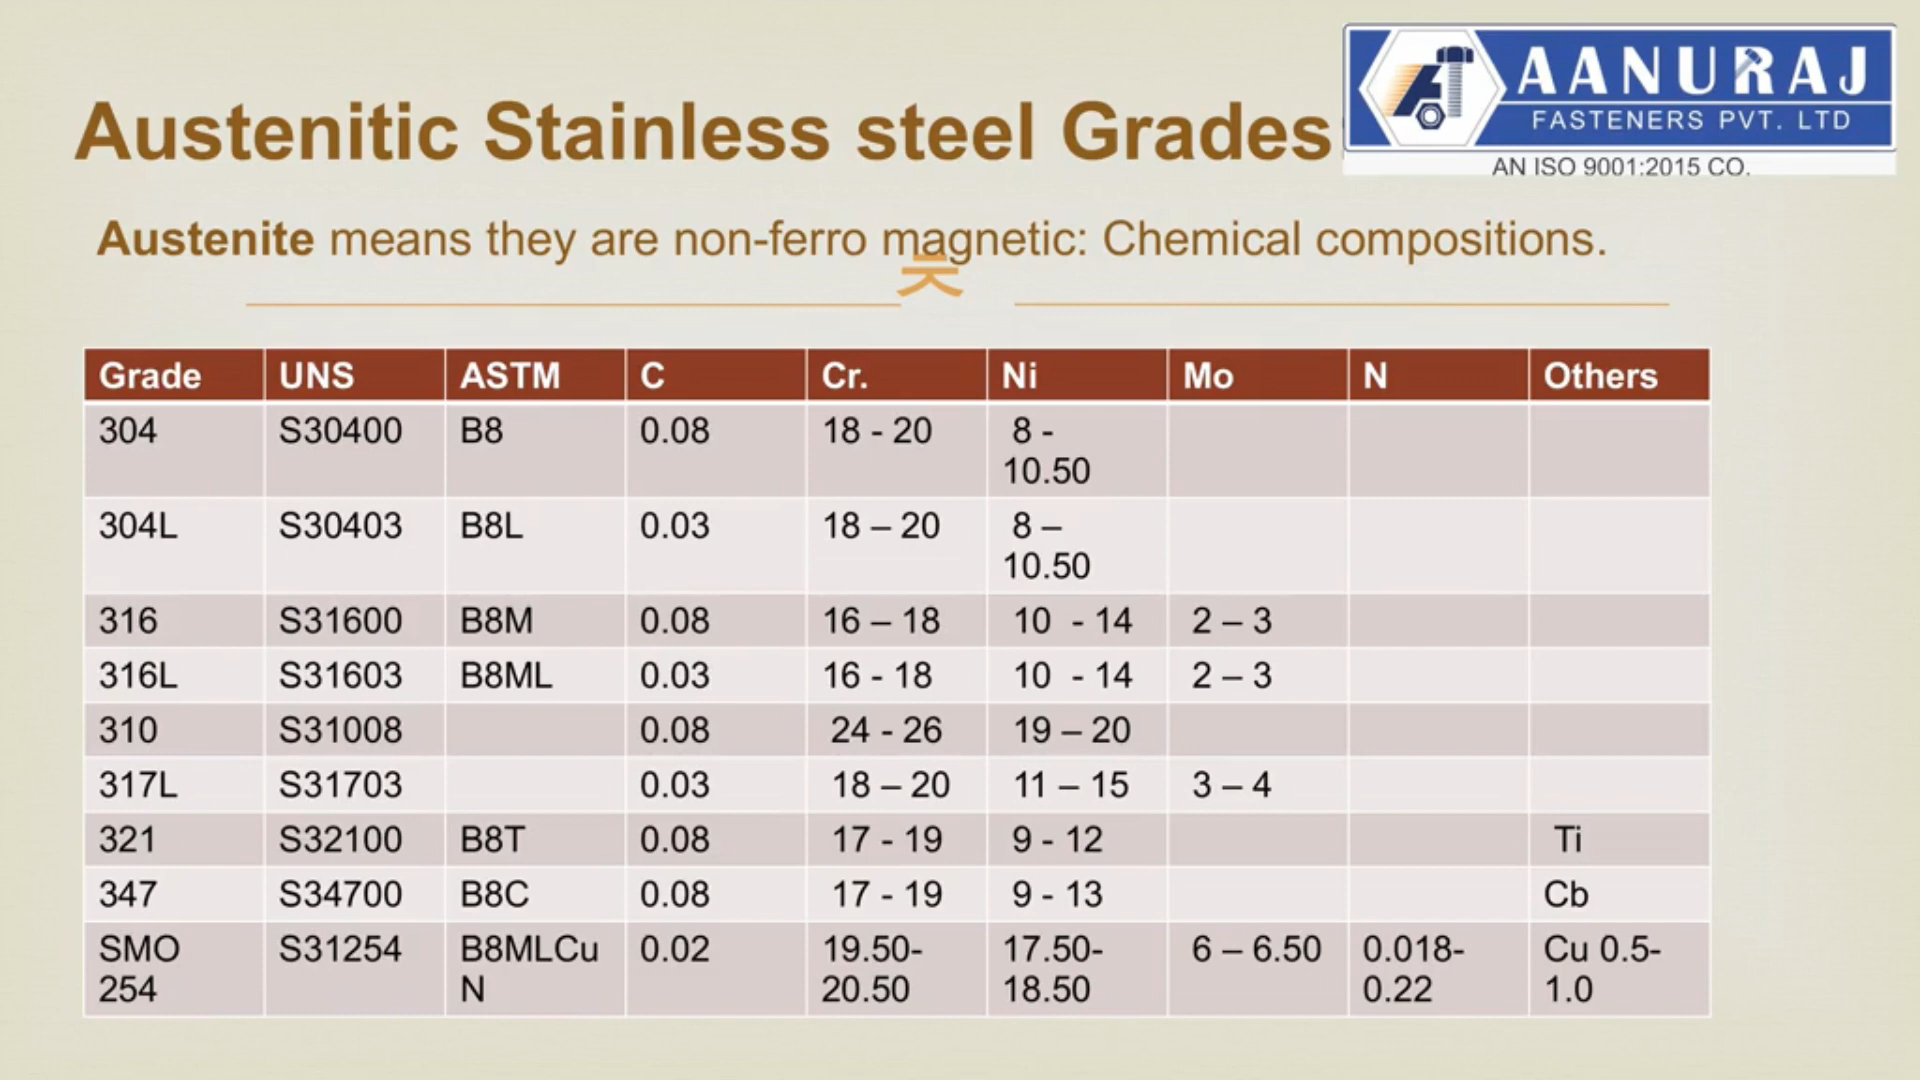 AANURAJ
FASTENERS PVT. LTD
AN ISO 9001:2015 CO.
Austenitic Stainless steel Grades
Austenite means they are non-ferro magnetic: Chemical compositions.
Grade UNS ASTM C Cr. Ni Mo N Others
304 S30400 B8 0.08 18 - 20 8 -
10.50
304L S30403 B8L 0.03 18 – 20 8 –
10.50
316 S31600 B8M 0.08 16 – 18 10 - 14 2 – 3
316L S31603 B8ML 0.03 16 - 18 10 - 14 2 – 3
310 S31008 0.08 24 - 26 19 – 20
317L S31703 0.03 18 – 20 11 – 15 3 – 4
321 S32100 B8T 0.08 17 - 19 9 - 12 Ti
347 S34700 B8C 0.08 17 - 19 9 - 13 Cb
SMO S31254 B8MLCu 0.02 19.50- 17.50- 6 – 6.50 0.018- Cu 0.5-
254 N 20.50 18.50 0.22 1.0